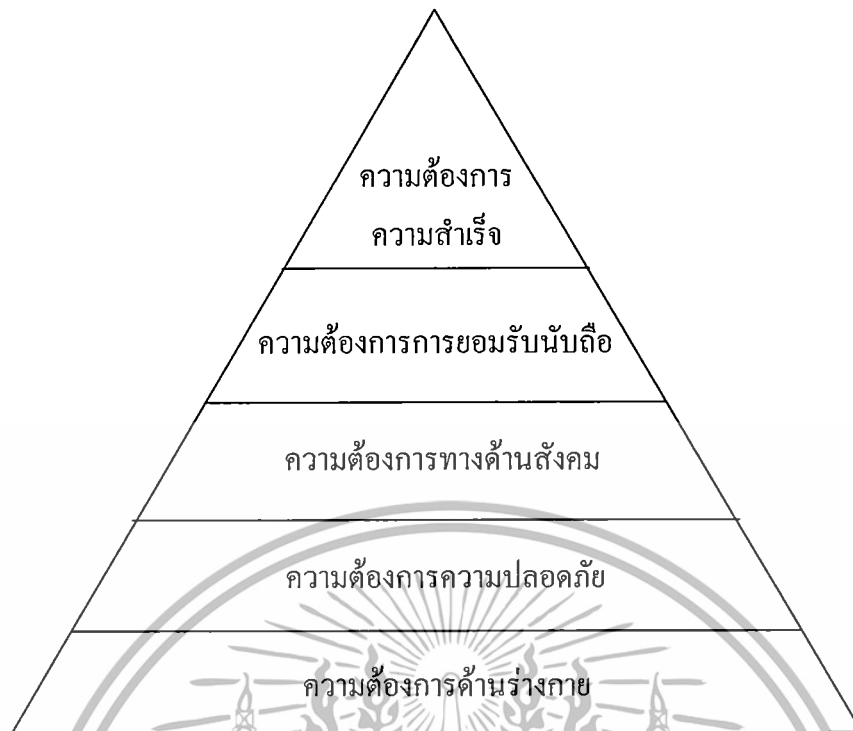 ความต้องการ
ความสำเร็จ
ความต้องการการยอมรับนับถือ
ความต้องการทางด้านสังคม
ความต้องการความปลอดภัย
ความต้องการด้านร่างกาย